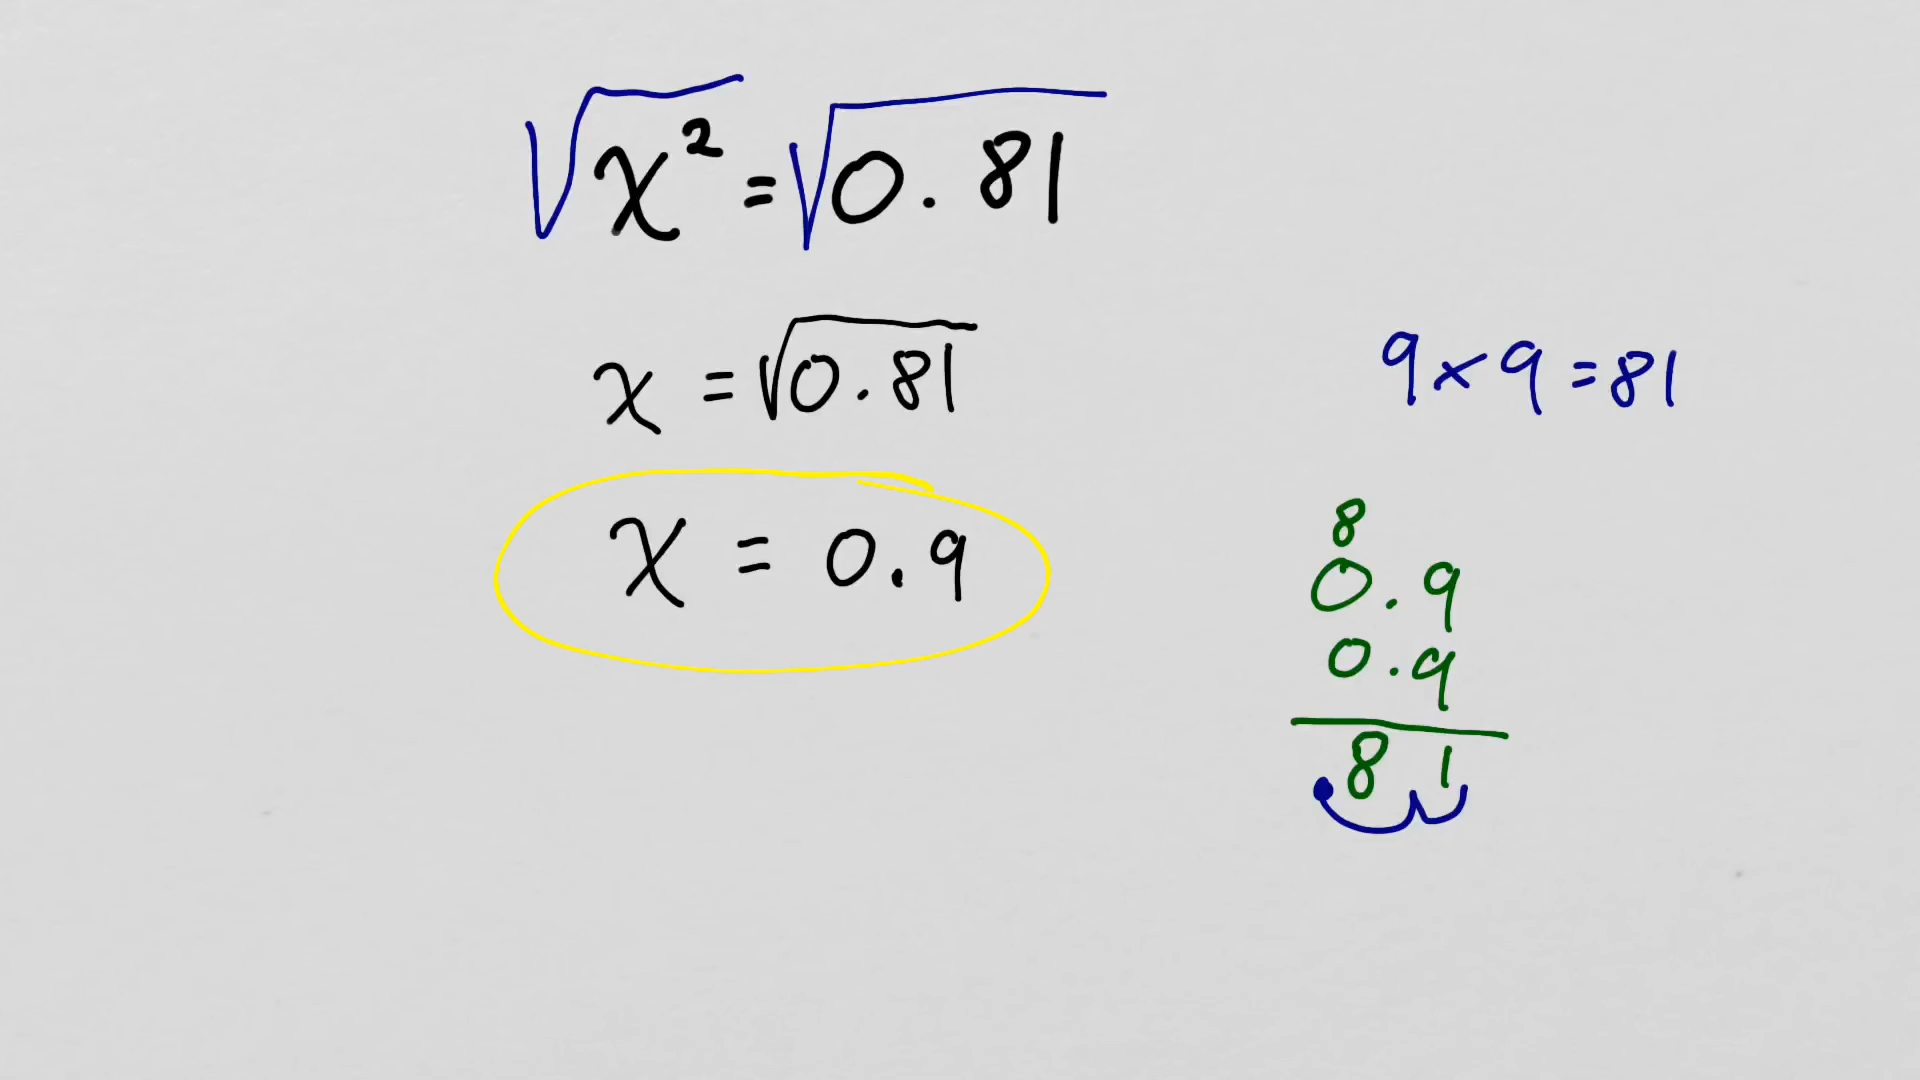 √x² = √0.81
x = √0.81
x = 0.9
9 × 9 = 81
8
0.9
0.9
.81